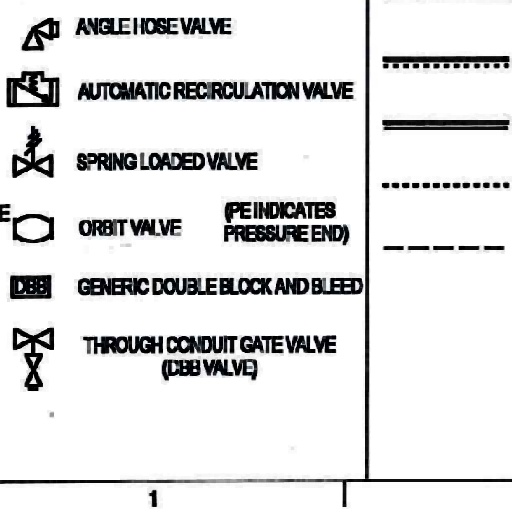 ANGLE HOSE VALVE
AUTOMATIC RECIRCULATION VALVE
SPRING LOADED VALVE
E
ORBIT VALVE (PE INDICATES
PRESSURE END)
DBB GENERIC DOUBLE BLOCK AND BLEED
THROUGH CONDUIT GATE VALVE
(DBB VALVE)
1